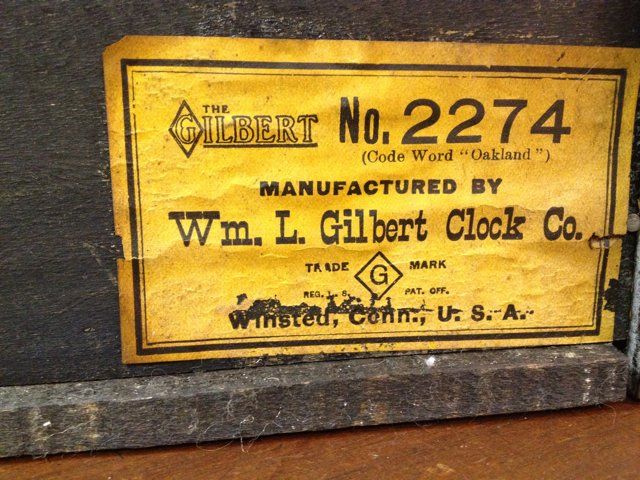 THE
GILBERT No. 2274
(Code Word "Oakland")
MANUFACTURED BY
Wm. L. Gilbert Clock Co.
TRADE G MARK
REG. U. S. PAT. OFF.
Winsted, Conn., U. S. A.